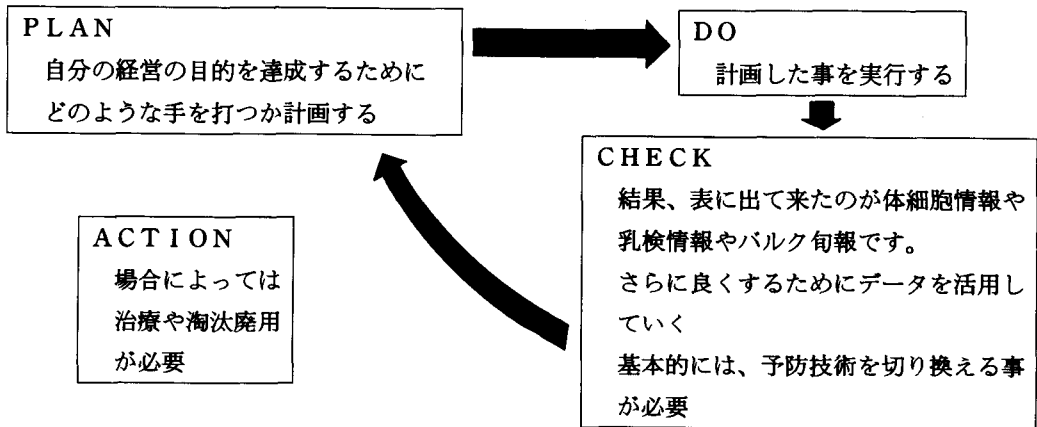 PLAN
自分の経営の目的を達成するために
どのような手を打つか計画する
DO
計画した事を実行する
CHECK
結果、表に出て来たのが体細胞情報や
乳検情報やバルク旬報です。
さらに良くするためにデータを活用し
ていく
基本的には、予防技術を切り換える事
が必要
ACTION
場合によっては
治療や淘汰廃用
が必要